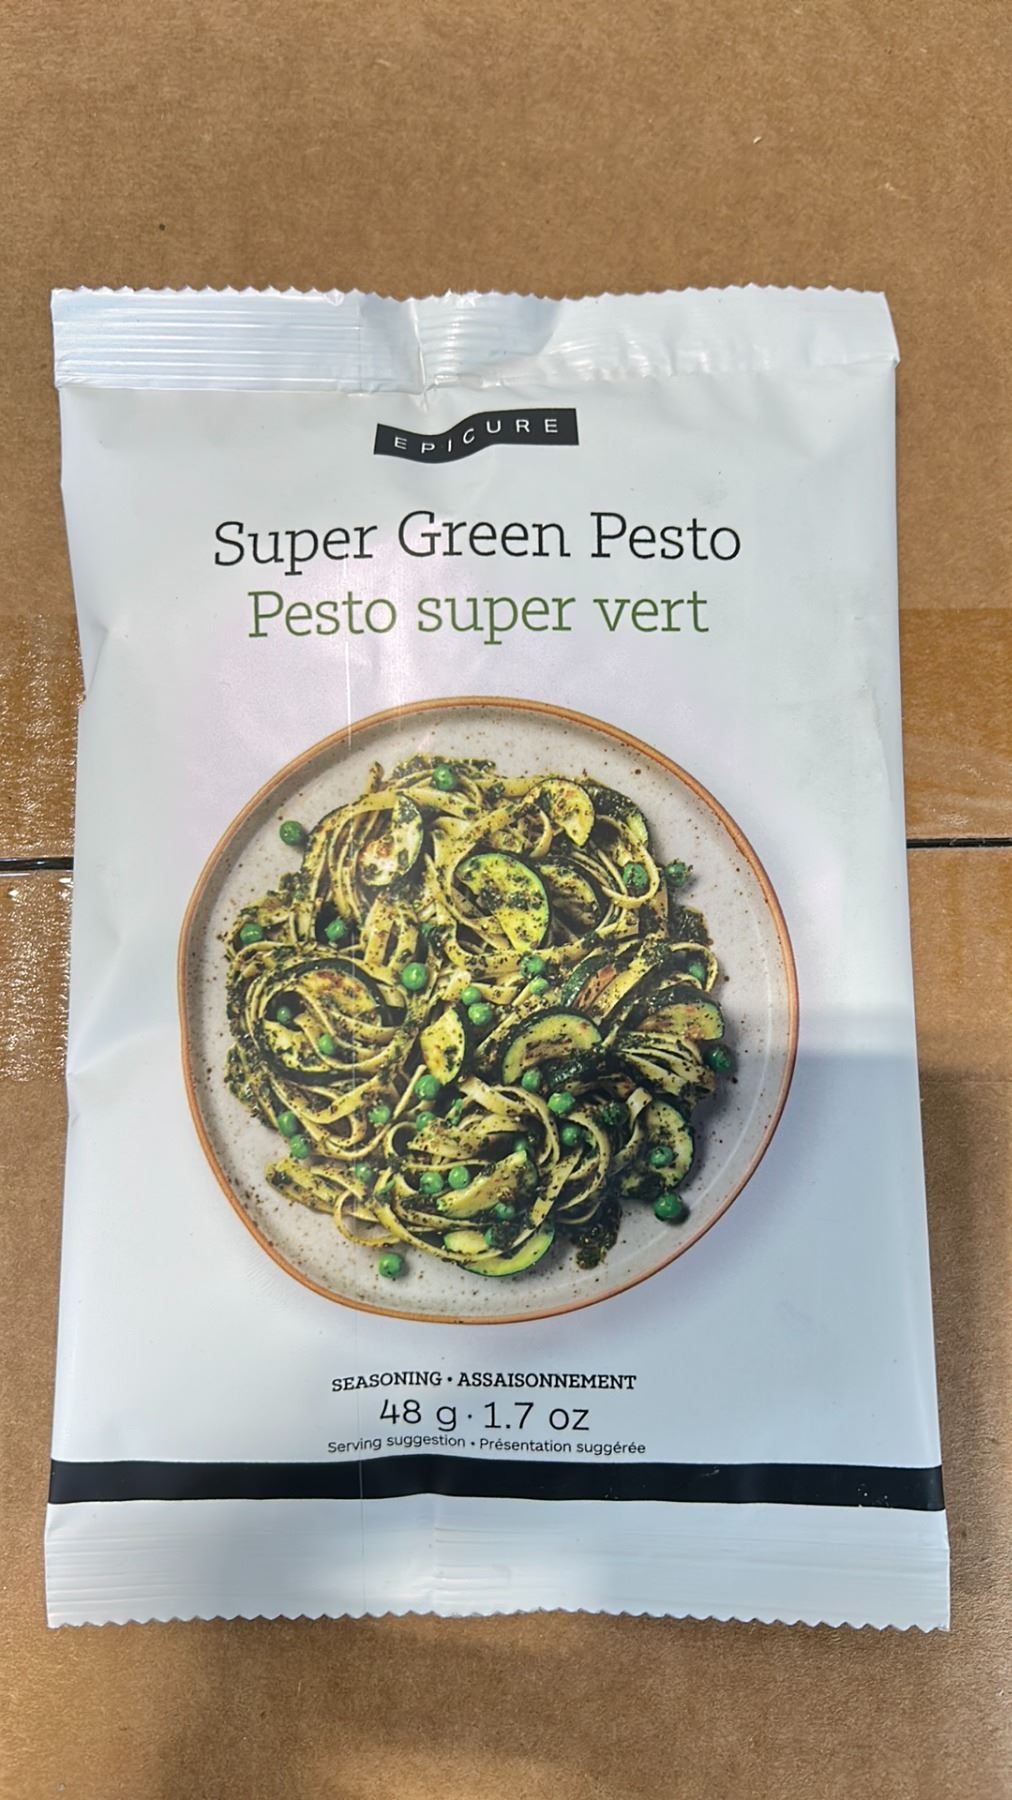 EPICURE
Super Green Pesto
Pesto super vert
SEASONING • ASSAISONNEMENT
48 g · 1.7 oz
Serving suggestion • Présentation suggérée